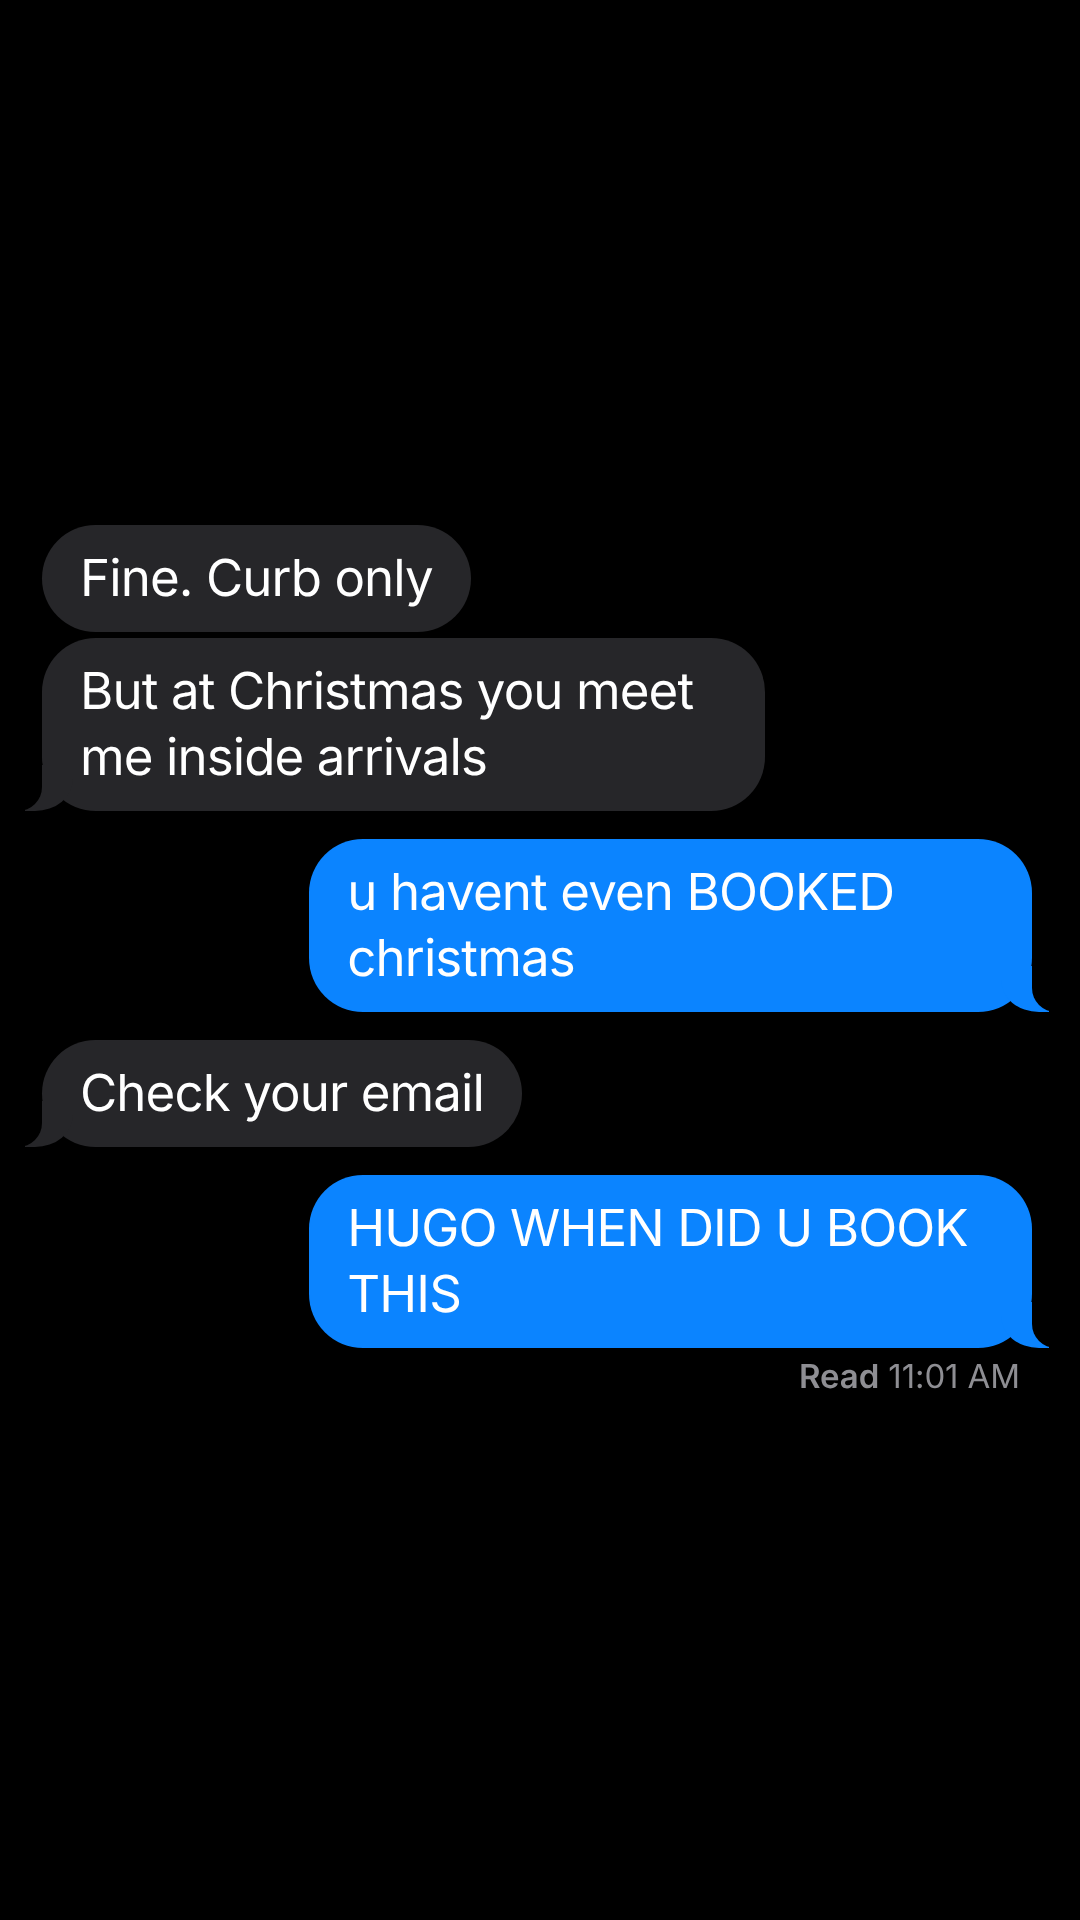 Fine. Curb only
But at Christmas you meet
me inside arrivals
u havent even BOOKED
christmas
Check your email
HUGO WHEN DID U BOOK
THIS
Read 11:01 AM